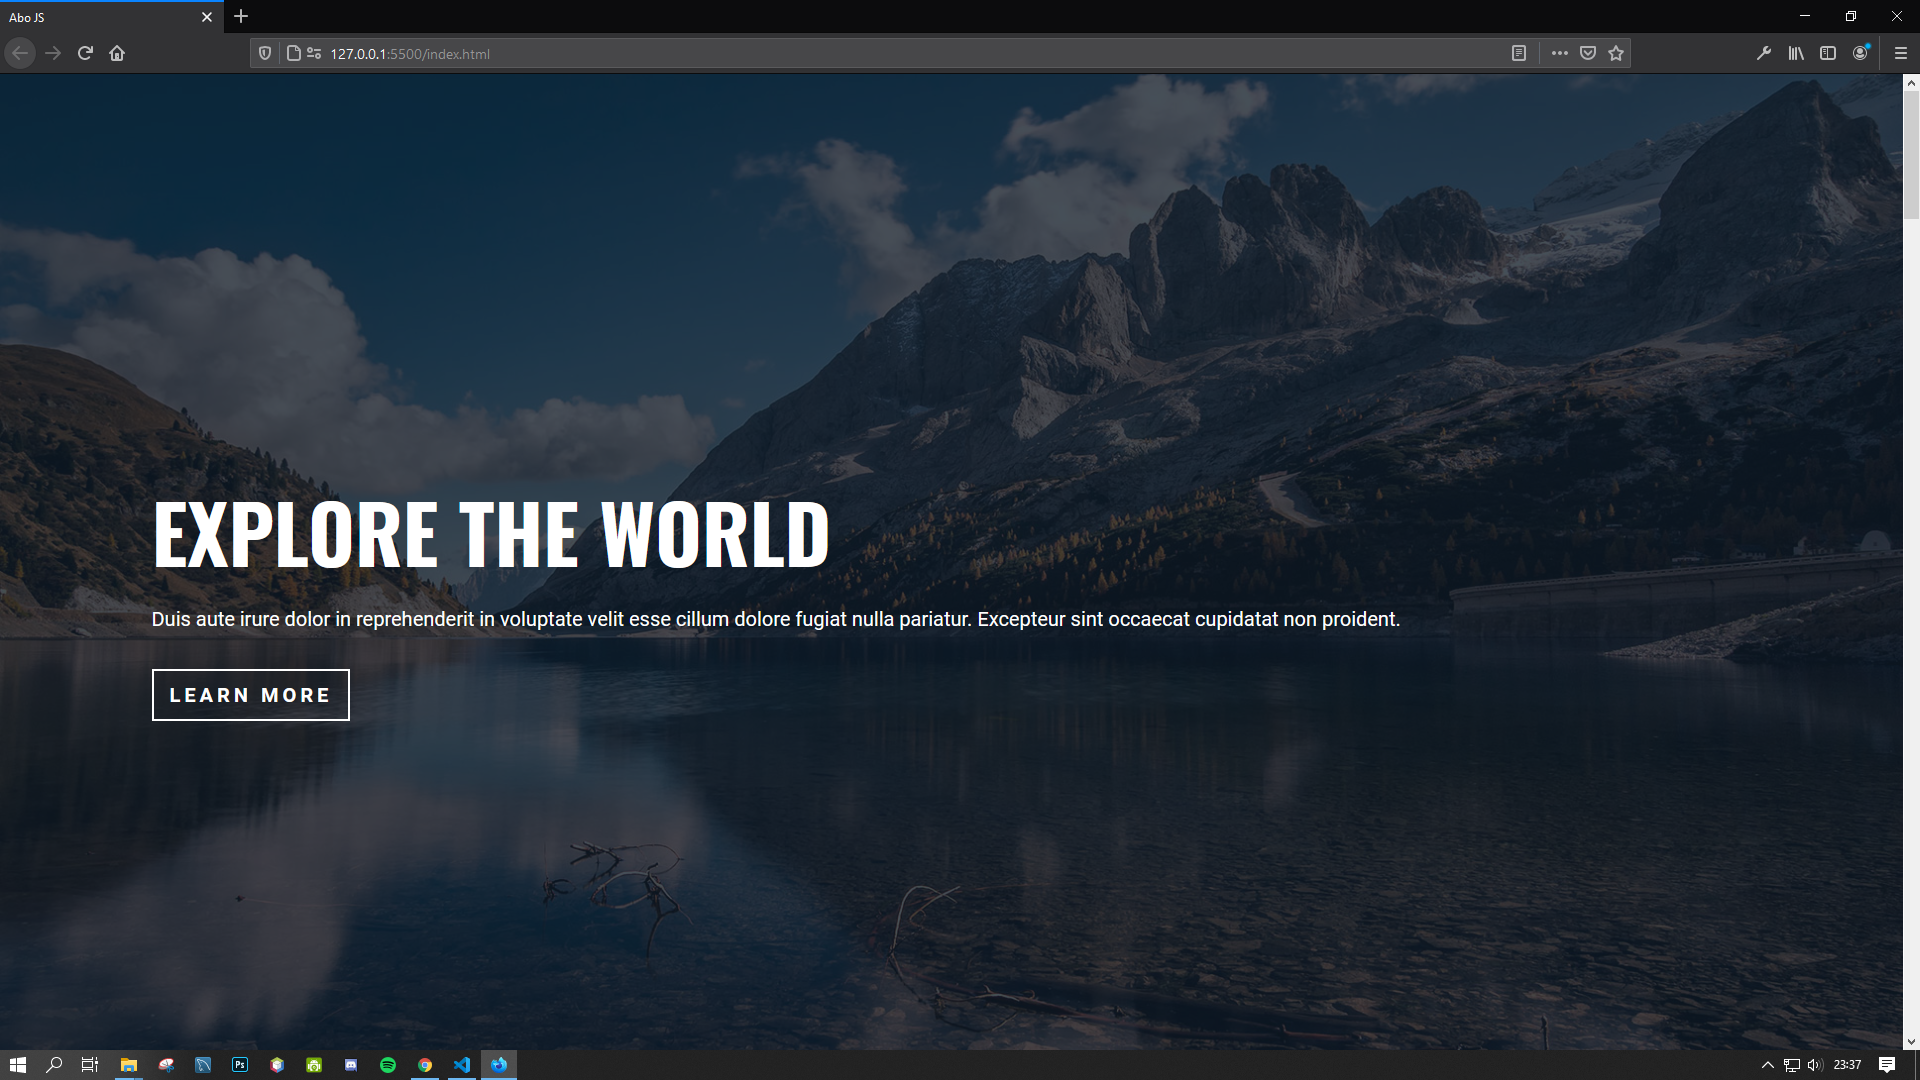 Abo JS
127.0.0.1:5500/index.html
EXPLORE THE WORLD
Duis aute irure dolor in reprehenderit in voluptate velit esse cillum dolore fugiat nulla pariatur. Excepteur sint occaecat cupidatat non proident.
LEARN MORE
Ps
23:37